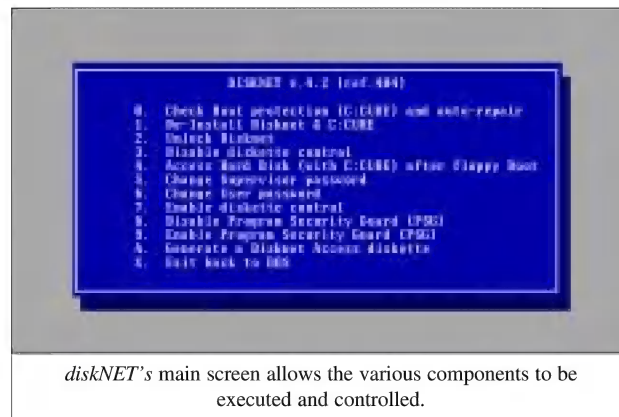 DISKNET v.4.2 (ref.404)
0. Check Boot protection (C:CURE) and auto-repair
1. De-Install Disknet & C:CURE
2. Unlock Disknet
3. Disable diskette control
4. Access Hard Disk (with C:CURE) after floppy Boot
5. Change Supervisor password
6. Change User password
7. Enable diskette control
8. Disable Program Security Guard (PSG)
9. Enable Program Security Guard (PSG)
A. Generate a Disknet Access diskette
X. Exit back to DOS
diskNET's main screen allows the various components to be
executed and controlled.